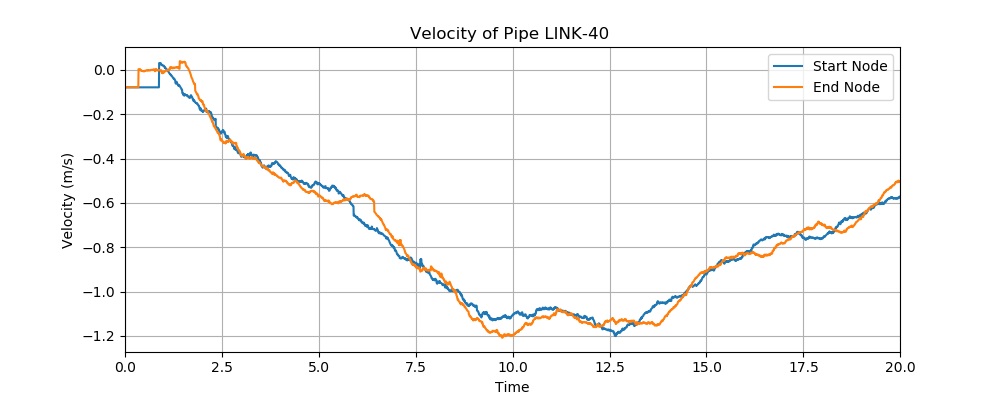 Velocity of Pipe LINK-40
Start Node
End Node
Velocity (m/s)
0.0
−0.2
−0.4
−0.6
−0.8
−1.0
−1.2
0.0 2.5 5.0 7.5 10.0 12.5 15.0 17.5 20.0
Time